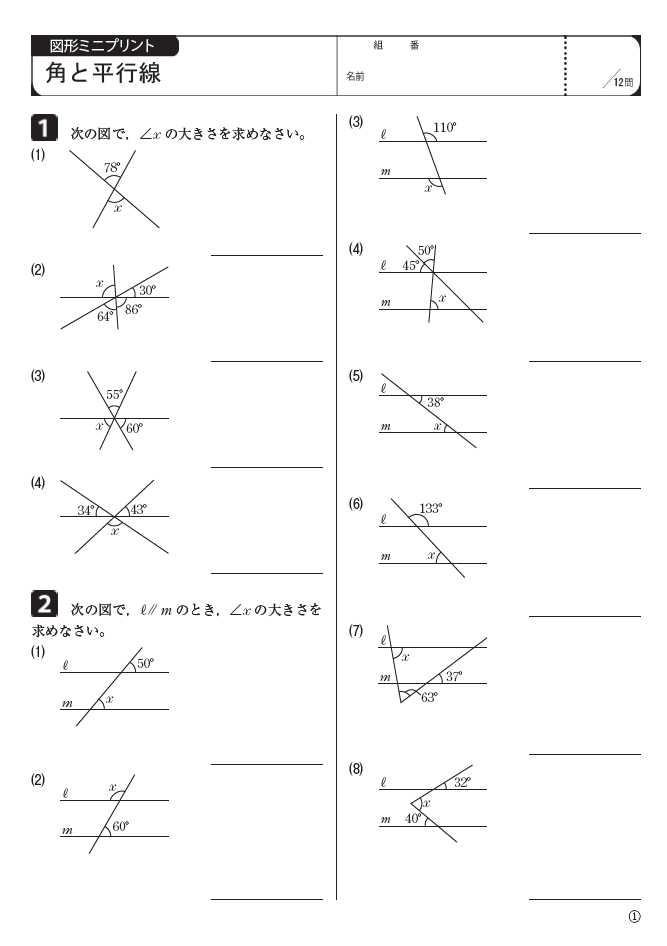 図形ミニプリント
角と平行線
組 番
名前
/12問
1 次の図で，∠xの大きさを求めなさい。
(1)
78°
x
(2)
x
30°
64°
86°
(3)
55°
x
60°
(4)
34°
43°
x
2 次の図で，ℓ // m のとき，∠xの大きさを
求めなさい。
(1)
ℓ
50°
m
x
(2)
x
ℓ
m
60°
(3)
ℓ
110°
m
x
(4)
50°
ℓ
45°
m
x
(5)
ℓ
38°
m
x
(6)
133°
ℓ
m
x
(7)
ℓ
x
m
37°
63°
(8)
ℓ
32°
x
m
40°
①